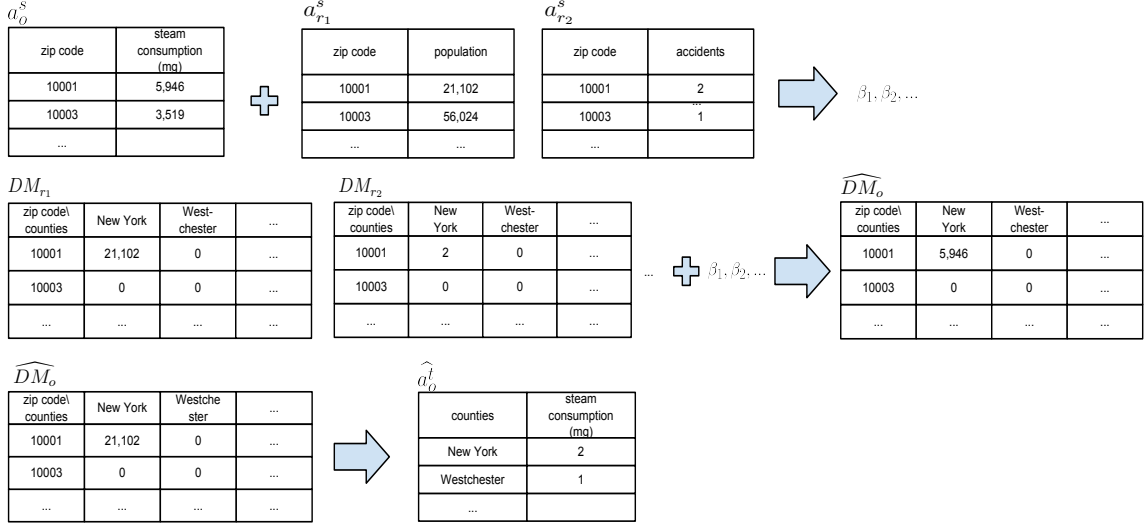 a_o^s
zip code steam consumption (mg)
10001 5,946
10003 3,519
...
a_{r_1}^s
zip code population
10001 21,102
10003 56,024
... ...
a_{r_2}^s
zip code accidents
10001 2
...
10003 1
...
β_1, β_2, ...
DM_{r_1}
zip code\ counties New York West-chester ...
10001 21,102 0 ...
10003 0 0 ...
... ... ... ...
DM_{r_2}
zip code\ counties New York West-chester ...
10001 2 0 ...
10003 0 0 ...
... ... ... ...
...
β_1, β_2, ...
\widehat{DM_o}
zip code\ counties New York West-chester ...
10001 5,946 0 ...
10003 0 0 ...
... ... ... ...
\widehat{DM_o}
zip code\ counties New York Westche ster ...
10001 21,102 0 ...
10003 0 0 ...
... ... ... ...
\widehat{a_o^t}
counties steam consumption (mg)
New York 2
Westchester 1
...